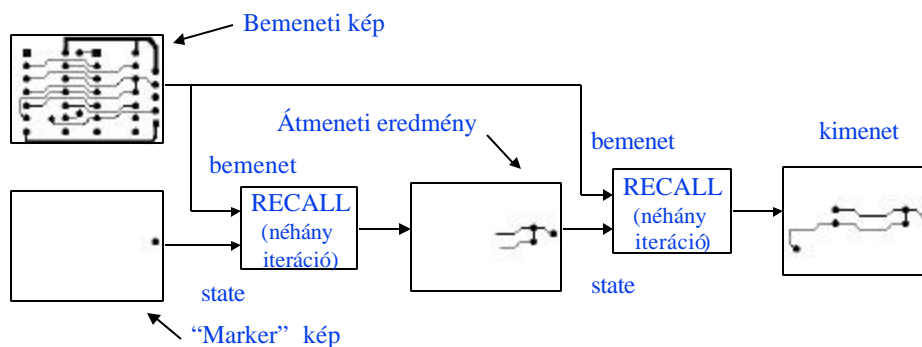 Bemeneti kép
Átmeneti eredmény
bemenet
kimenet
bemenet
RECALL
(néhány
iteráció)
RECALL
(néhány
iteráció)
state
state
“Marker” kép